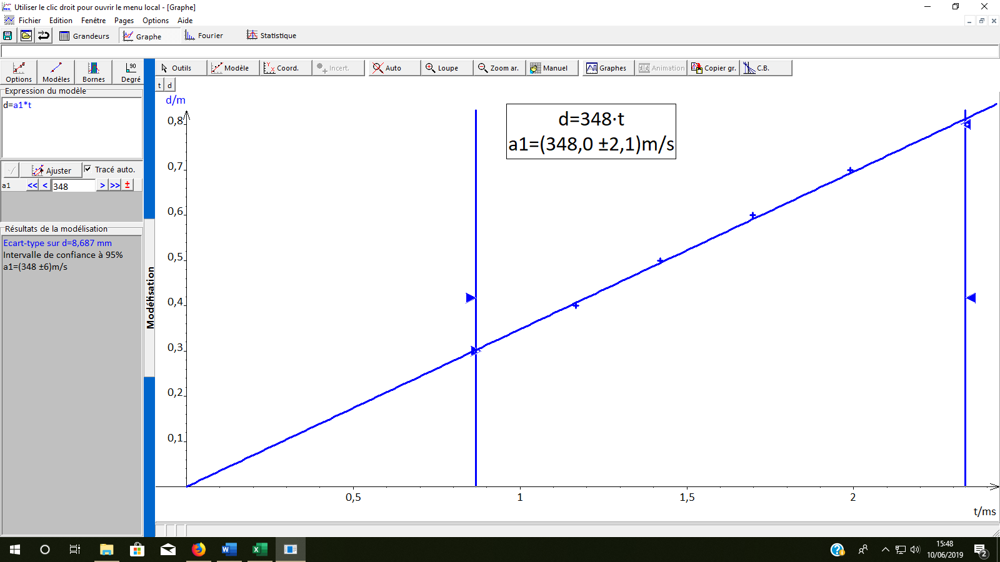 Utiliser le clic droit pour ouvrir le menu local - [Graphe]
Fichier Edition Fenêtre Pages Options Aide
Grandeurs Graphe Fourier Statistique
Options Modèles Bornes Degré
Outils Modèle Coord. Incert. Auto Loupe Zoom ar. Manuel Graphes Animation Copier gr. C.B.
90
t d
Expression du modèle
d=a1*t
Ajuster Tracé auto.
a1 << < 348 > >> ±
Résultats de la modélisation
Ecart-type sur d=8,687 mm
Intervalle de confiance à 95%
a1=(348 ±6)m/s
Modélisation
d/m
d=348·t
a1=(348,0 ±2,1)m/s
0,8
0,7
0,6
0,5
0,4
0,3
0,2
0,1
0,5 1 1,5 2
t/ms
15:48
10/06/2019
2